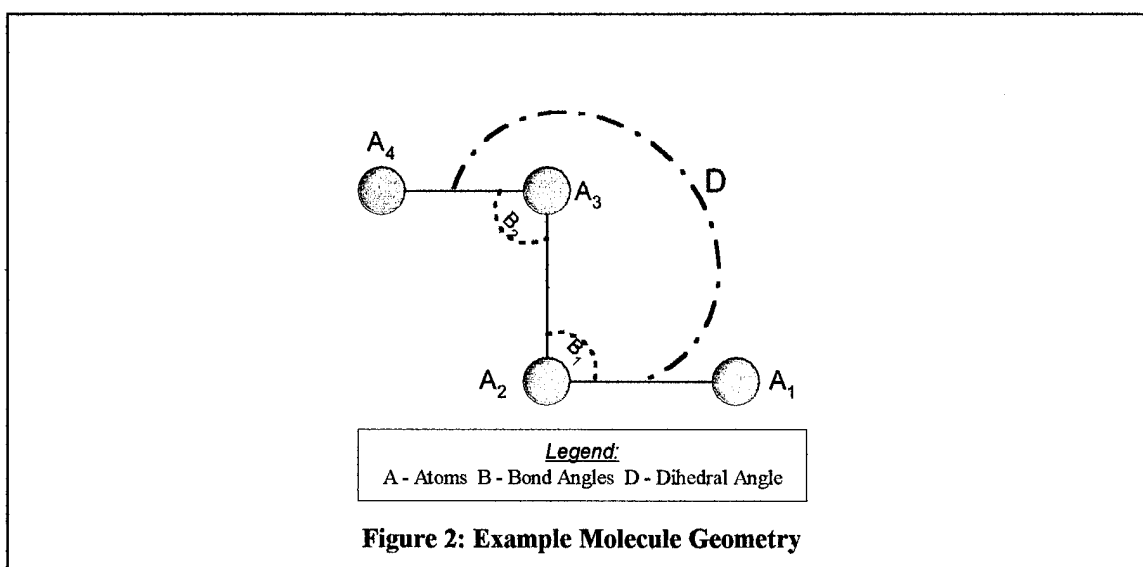 A₄
A₃
D
B₂
B₁
A₂
A₁
Legend:
A - Atoms B - Bond Angles D - Dihedral Angle
Figure 2: Example Molecule Geometry